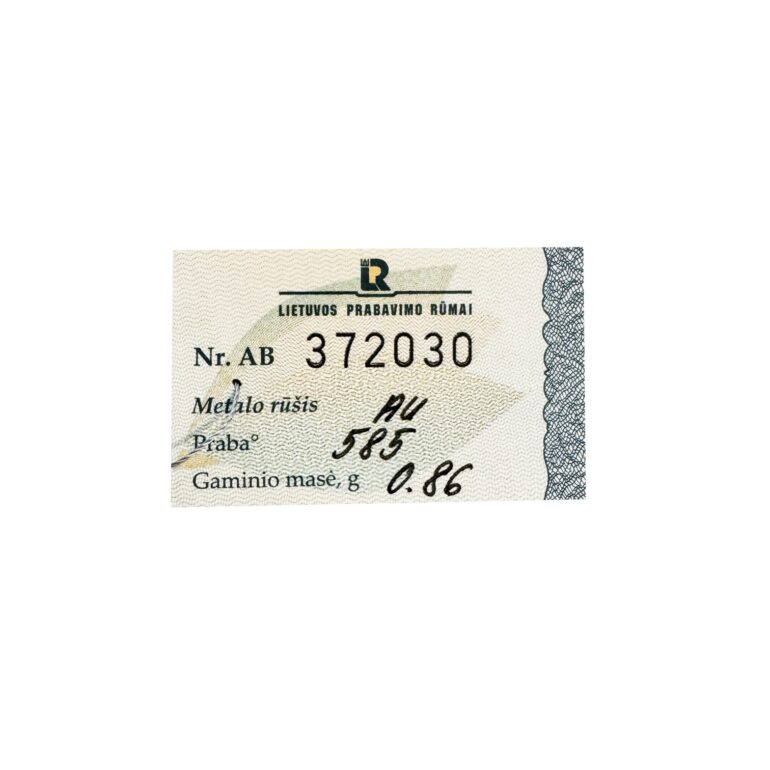 LR
LIETUVOS PRABAVIMO RŪMAI
Nr. AB 372030
Metalo rūšis AU
Praba° 585
Gaminio masė, g 0.86